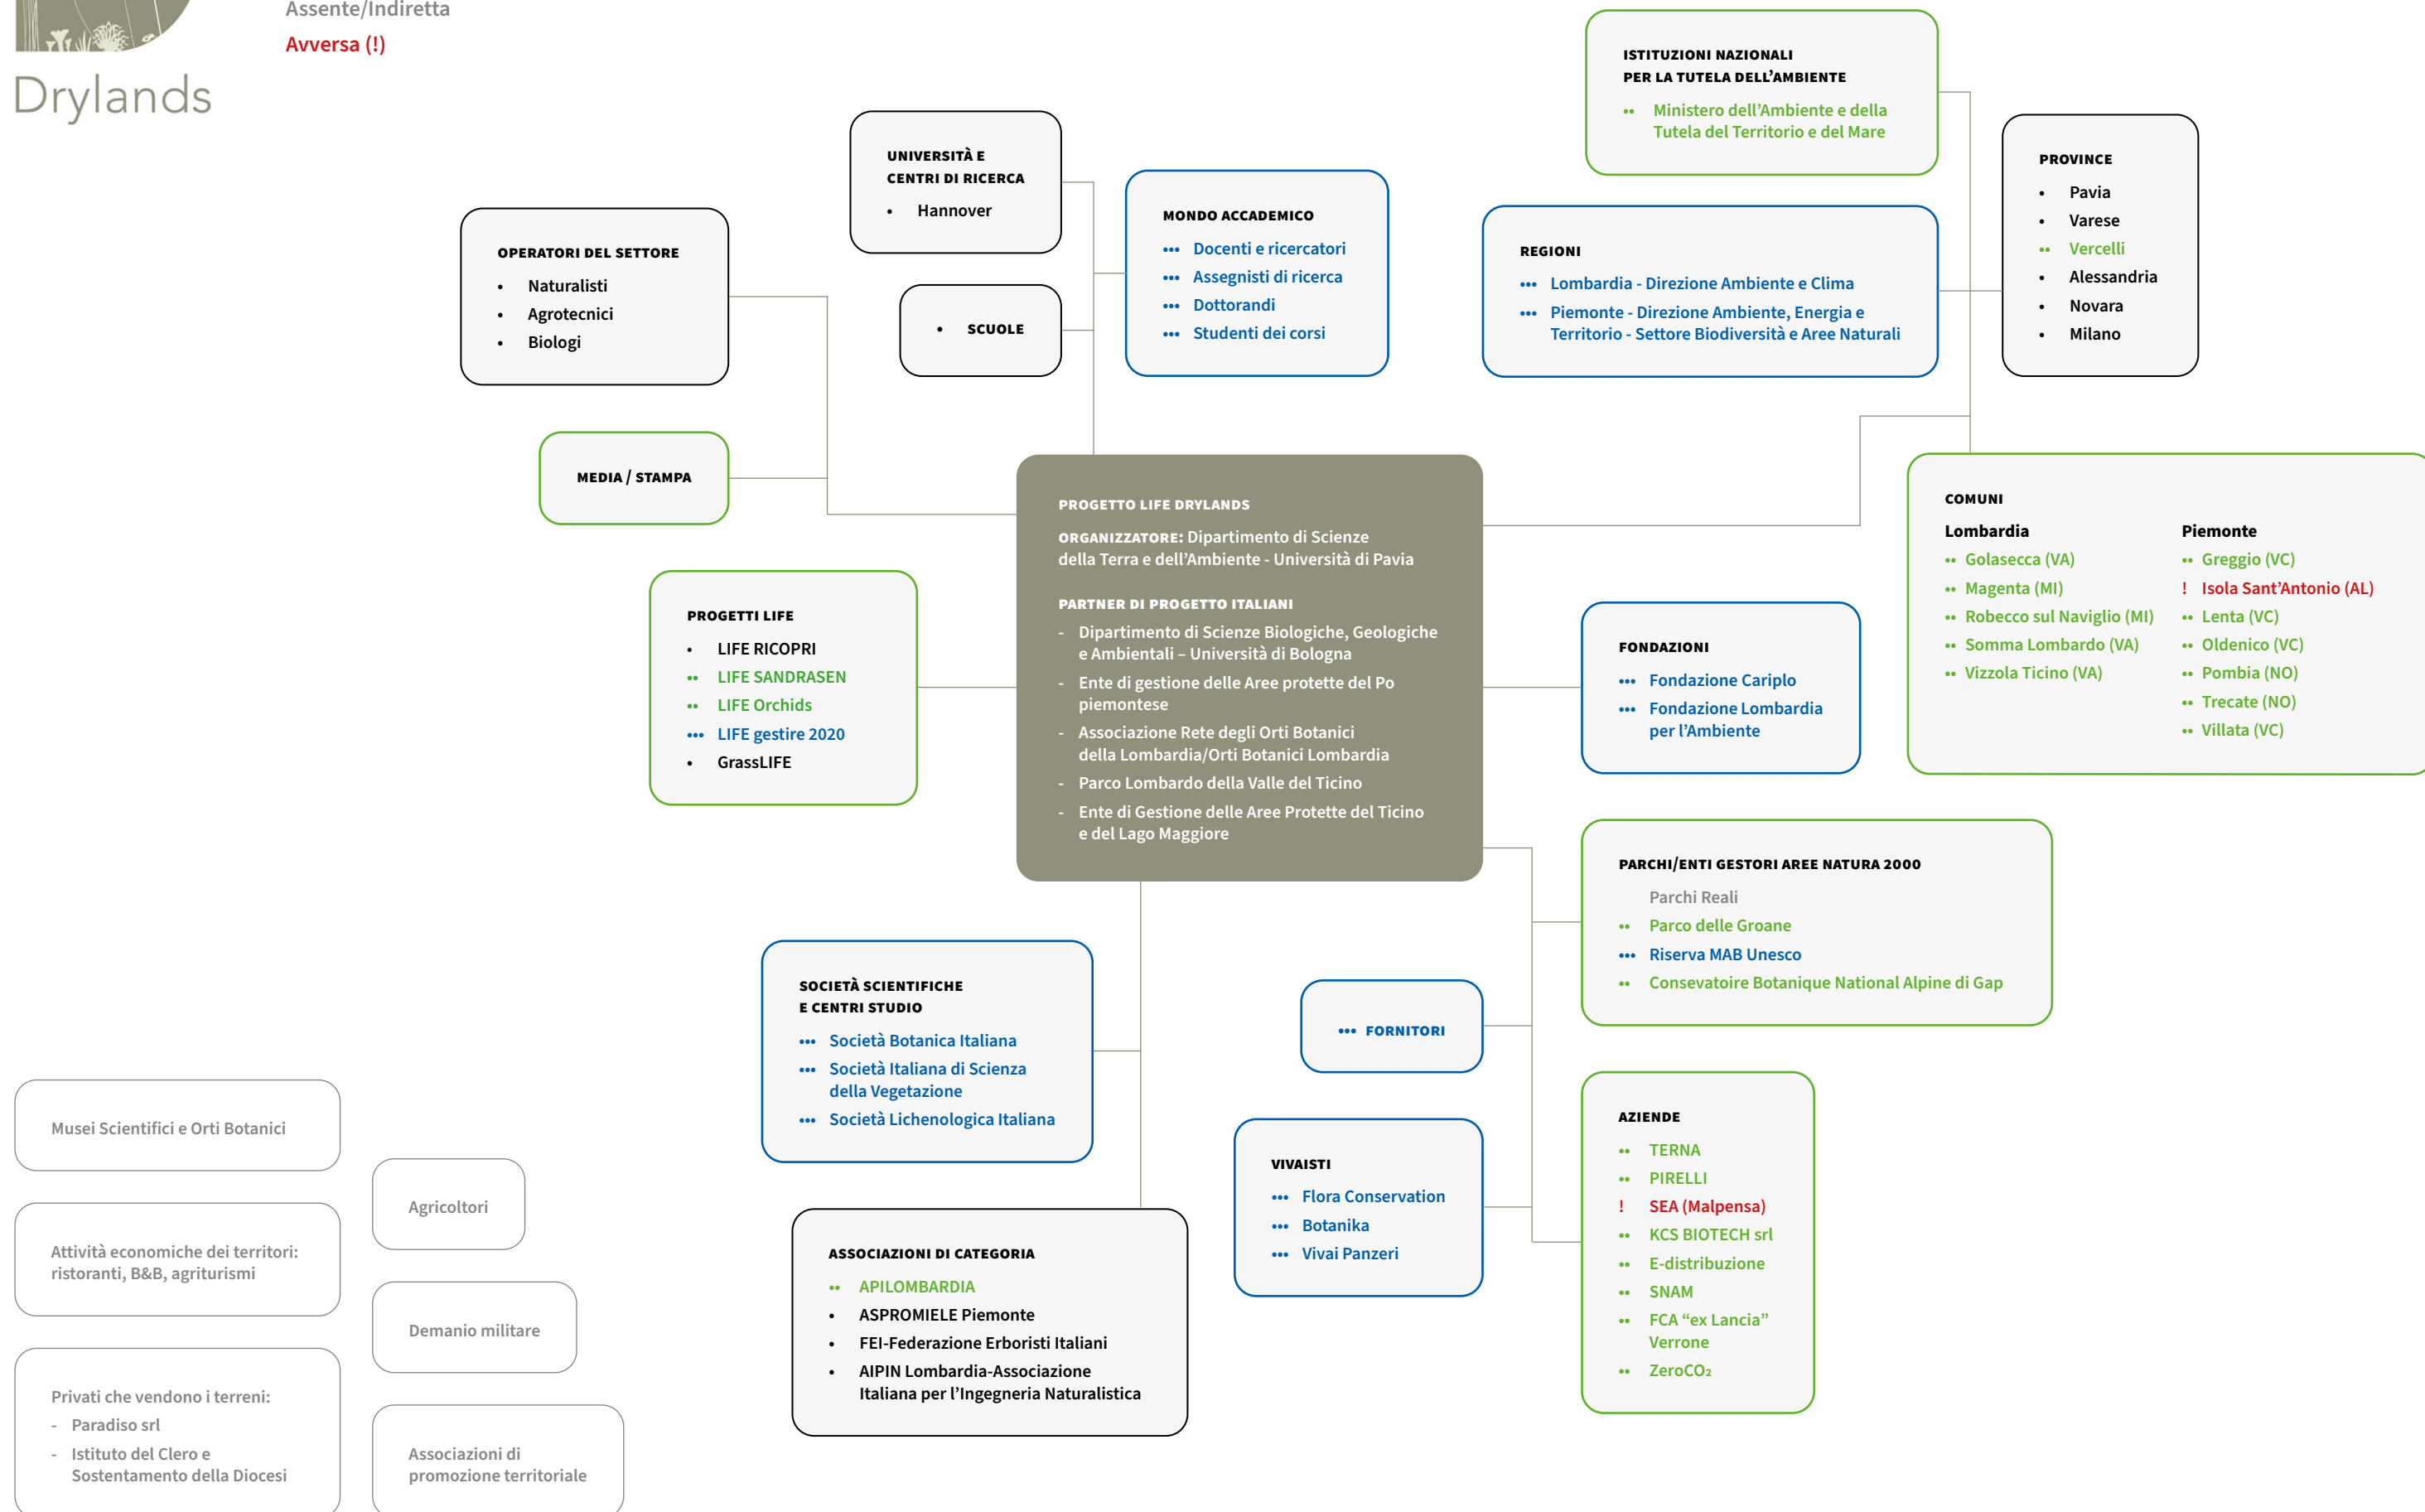 Assente/Indiretta
Avversa (!)
Drylands
ISTITUZIONI NAZIONALI
PER LA TUTELA DELL’AMBIENTE
•• Ministero dell’Ambiente e della
Tutela del Territorio e del Mare
UNIVERSITÀ E
CENTRI DI RICERCA
• Hannover
MONDO ACCADEMICO
••• Docenti e ricercatori
••• Assegnisti di ricerca
••• Dottorandi
••• Studenti dei corsi
PROVINCE
• Pavia
• Varese
•• Vercelli
• Alessandria
• Novara
• Milano
REGIONI
••• Lombardia - Direzione Ambiente e Clima
••• Piemonte - Direzione Ambiente, Energia e
Territorio - Settore Biodiversità e Aree Naturali
OPERATORI DEL SETTORE
• Naturalisti
• Agrotecnici
• Biologi
• SCUOLE
MEDIA / STAMPA
PROGETTO LIFE DRYLANDS
ORGANIZZATORE: Dipartimento di Scienze
della Terra e dell’Ambiente - Università di Pavia
PARTNER DI PROGETTO ITALIANI
- Dipartimento di Scienze Biologiche, Geologiche
e Ambientali – Università di Bologna
- Ente di gestione delle Aree protette del Po
piemontese
- Associazione Rete degli Orti Botanici
della Lombardia/Orti Botanici Lombardia
- Parco Lombardo della Valle del Ticino
- Ente di Gestione delle Aree Protette del Ticino
e del Lago Maggiore
COMUNI
Lombardia
•• Golasecca (VA)
•• Magenta (MI)
•• Robecco sul Naviglio (MI)
•• Somma Lombardo (VA)
•• Vizzola Ticino (VA)
Piemonte
•• Greggio (VC)
! Isola Sant’Antonio (AL)
•• Lenta (VC)
•• Oldenico (VC)
•• Pombia (NO)
•• Trecate (NO)
•• Villata (VC)
PROGETTI LIFE
• LIFE RICOPRI
•• LIFE SANDRASEN
•• LIFE Orchids
••• LIFE gestire 2020
• GrassLIFE
FONDAZIONI
••• Fondazione Cariplo
••• Fondazione Lombardia
per l’Ambiente
PARCHI/ENTI GESTORI AREE NATURA 2000
Parchi Reali
•• Parco delle Groane
••• Riserva MAB Unesco
•• Consevatoire Botanique National Alpine di Gap
SOCIETÀ SCIENTIFICHE
E CENTRI STUDIO
••• Società Botanica Italiana
••• Società Italiana di Scienza
della Vegetazione
••• Società Lichenologica Italiana
••• FORNITORI
VIVAISTI
••• Flora Conservation
••• Botanika
••• Vivai Panzeri
AZIENDE
•• TERNA
•• PIRELLI
! SEA (Malpensa)
•• KCS BIOTECH srl
•• E-distribuzione
•• SNAM
•• FCA “ex Lancia”
Verrone
•• ZeroCO₂
ASSOCIAZIONI DI CATEGORIA
•• APILOMBARDIA
• ASPROMIELE Piemonte
• FEI-Federazione Erboristi Italiani
• AIPIN Lombardia-Associazione
Italiana per l’Ingegneria Naturalistica
Musei Scientifici e Orti Botanici
Agricoltori
Attività economiche dei territori:
ristoranti, B&B, agriturismi
Demanio militare
Privati che vendono i terreni:
- Paradiso srl
- Istituto del Clero e
Sostentamento della Diocesi
Associazioni di
promozione territoriale